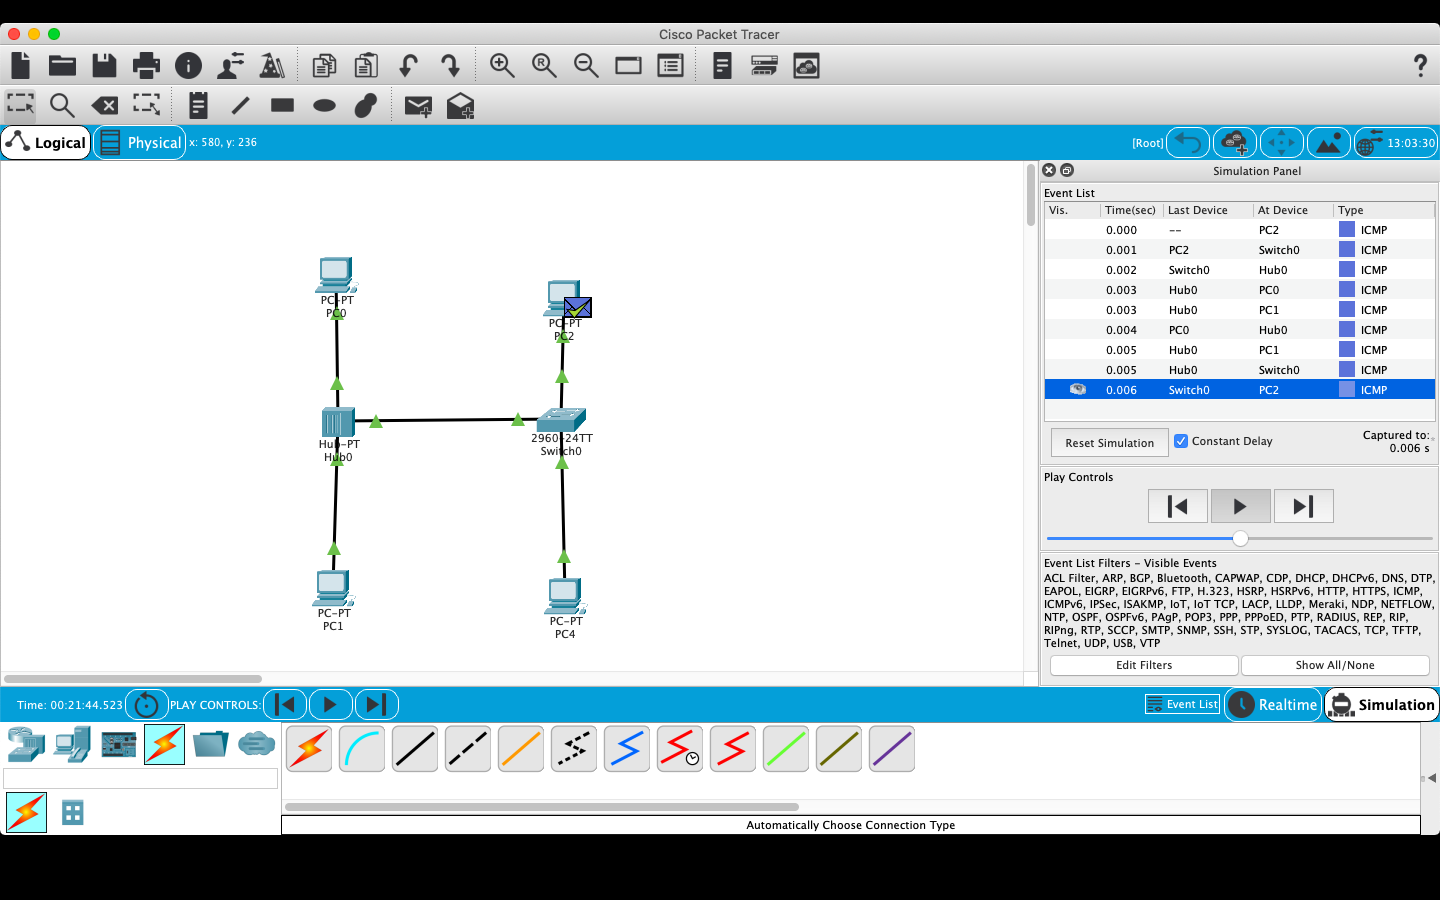 Cisco Packet Tracer
Logical
Physical
x: 580, y: 236
[Root]
13:03:30
Simulation Panel
Event List
Vis. Time(sec) Last Device At Device Type
0.000 -- PC2 ICMP
0.001 PC2 Switch0 ICMP
0.002 Switch0 Hub0 ICMP
0.003 Hub0 PC0 ICMP
0.003 Hub0 PC1 ICMP
0.004 PC0 Hub0 ICMP
0.005 Hub0 PC1 ICMP
0.005 Hub0 Switch0 ICMP
0.006 Switch0 PC2 ICMP
Reset Simulation
Constant Delay
Captured to:
0.006 s
Play Controls
Event List Filters - Visible Events
ACL Filter, ARP, BGP, Bluetooth, CAPWAP, CDP, DHCP, DHCPv6, DNS, DTP,
EAPOL, EIGRP, EIGRPv6, FTP, H.323, HSRP, HSRPv6, HTTP, HTTPS, ICMP,
ICMPv6, IPSec, ISAKMP, IoT, IoT TCP, LACP, LLDP, Meraki, NDP, NETFLOW,
NTP, OSPF, OSPFv6, PAgP, POP3, PPP, PPPoED, PTP, RADIUS, REP, RIP,
RIPng, RTP, SCCP, SMTP, SNMP, SSH, STP, SYSLOG, TACACS, TCP, TFTP,
Telnet, UDP, USB, VTP
Edit Filters
Show All/None
PC-PT
PC0
PC-PT
PC2
Hub-PT
Hub0
2960-24TT
Switch0
PC-PT
PC1
PC-PT
PC4
Time: 00:21:44.523
PLAY CONTROLS:
Event List
Realtime
Simulation
Automatically Choose Connection Type